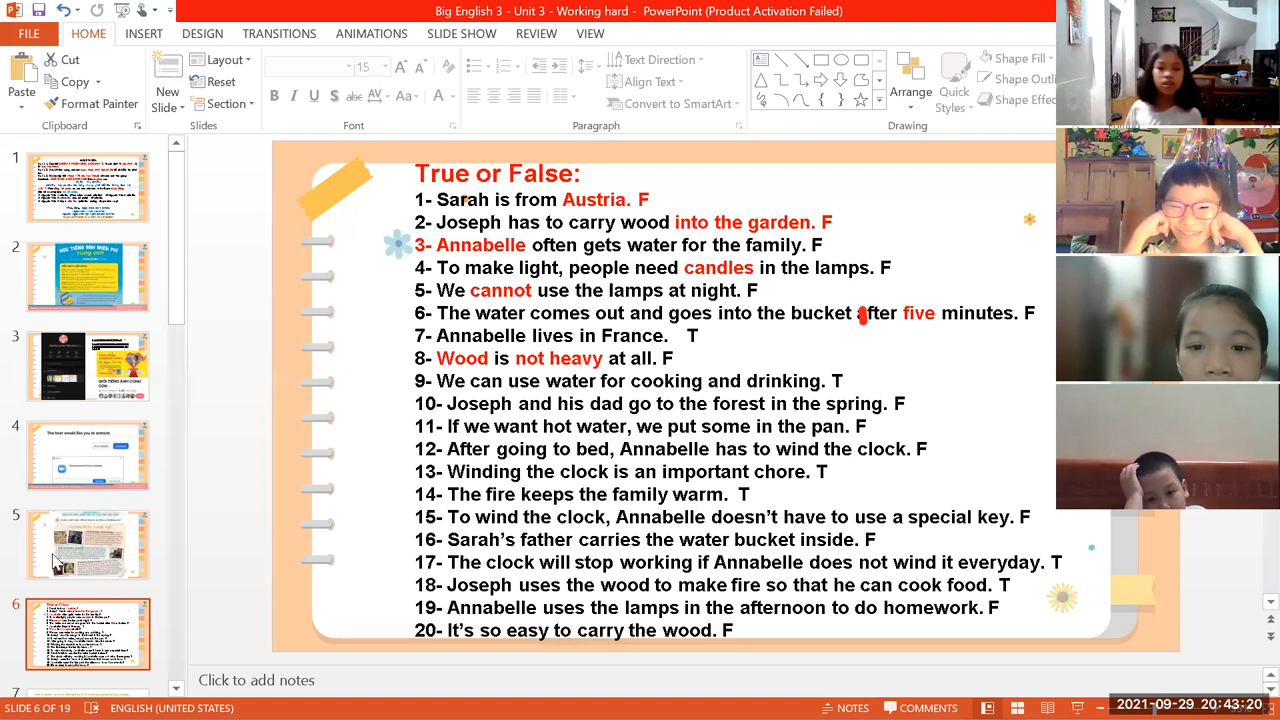 Big English 3 - Unit 3 - Working hard - PowerPoint (Product Activation Failed)
FILE HOME INSERT DESIGN TRANSITIONS ANIMATIONS SLIDE SHOW REVIEW VIEW
Paste
Cut
Copy
Format Painter
Clipboard
New Slide
Layout
Reset
Section
Slides
15
B I U S abc AV Aa A
Font
Text Direction
Align Text
Convert to SmartArt
Paragraph
Arrange
Quick Styles
Shape Fill
Shape Outli
Shape Effec
Drawing
1
2
3
4
5
6
7
True or False:
1- Sarah is from Austria. F
2- Joseph has to carry wood into the garden. F
3- Annabelle often gets water for the family. F
4- To make light, people need candles in the lamps. F
5- We cannot use the lamps at night. F
6- The water comes out and goes into the bucket after five minutes. F
7- Annabelle lives in France. T
8- Wood is not heavy at all. F
9- We can use water for cooking and drinking. T
10- Joseph and his dad go to the forest in the spring. F
11- If we want hot water, we put some in the pan. F
12- After going to bed, Annabelle has to wind the clock. F
13- Winding the clock is an important chore. T
14- The fire keeps the family warm. T
15- To wind the clock, Annabelle doesn't have to use a special key. F
16- Sarah's father carries the water bucket inside. F
17- The clock will stop working if Annabelle does not wind it everyday. T
18- Joseph uses the wood to make fire so that he can cook food. T
19- Annabelle uses the lamps in the afternoon to do homework. F
20- It's so easy to carry the wood. F
Click to add notes
SLIDE 6 OF 19 ENGLISH (UNITED STATES) NOTES COMMENTS
2021-09-29 20:43:20